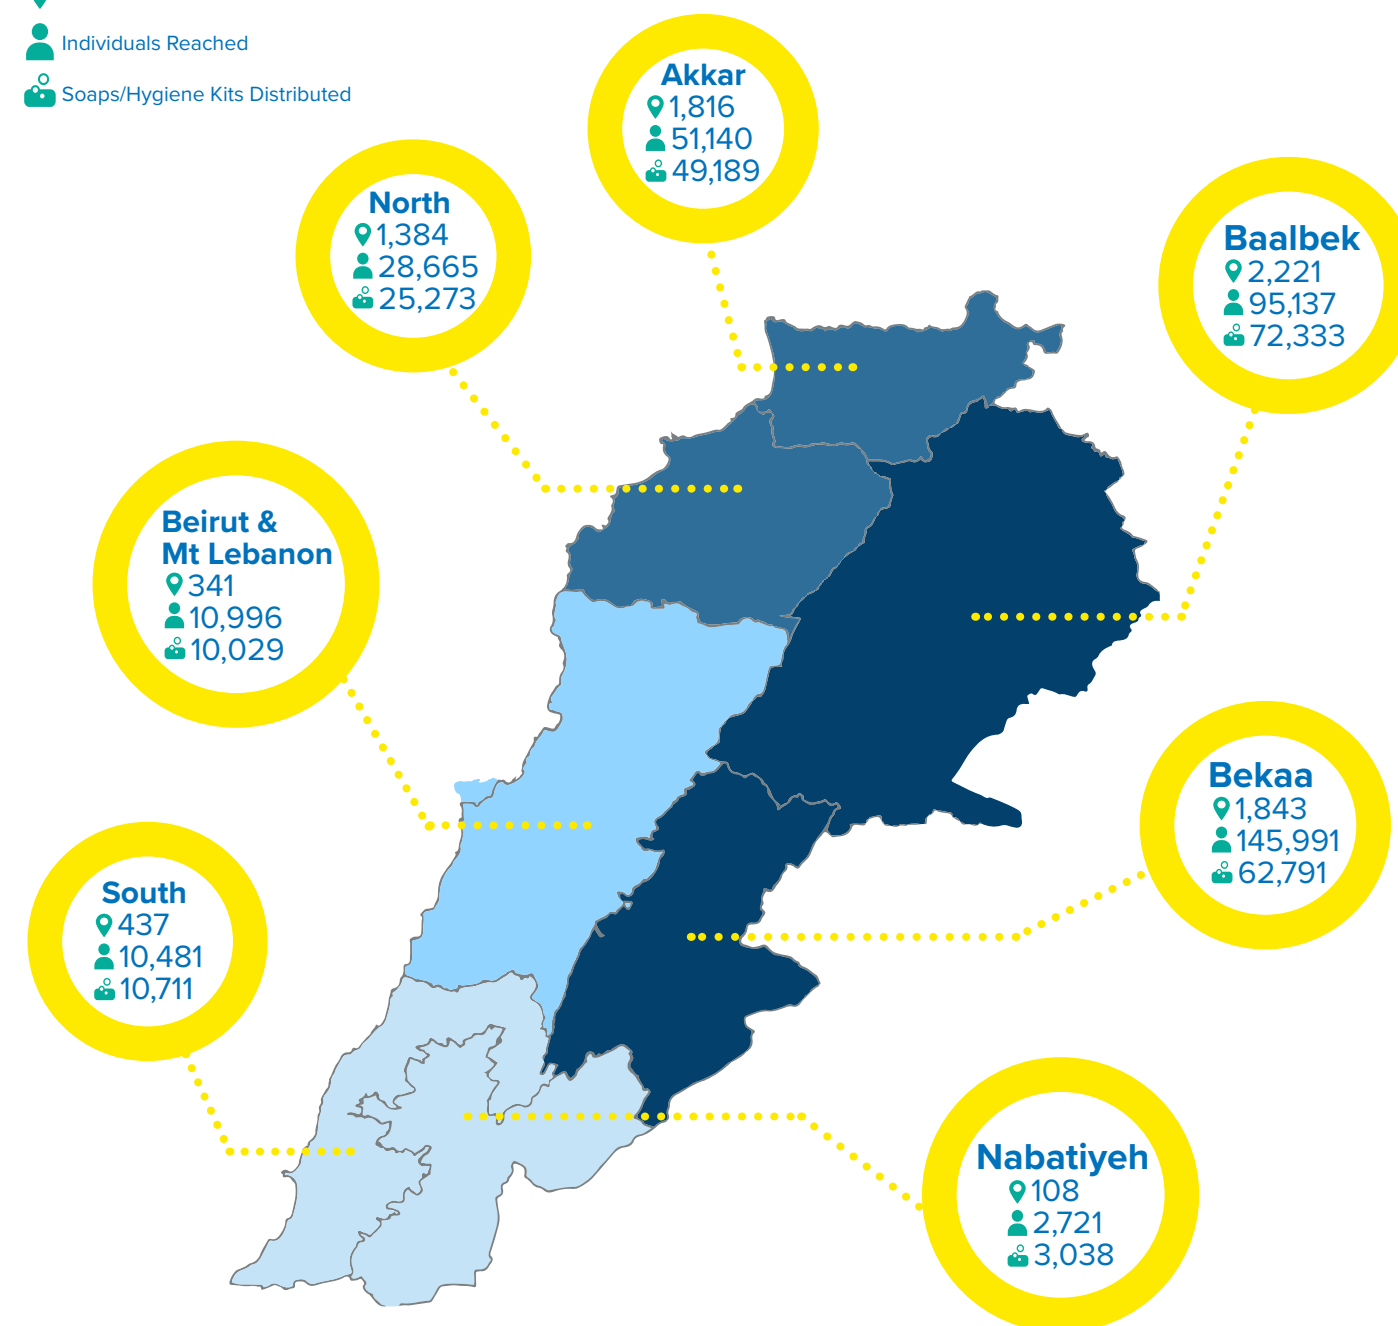 Individuals Reached
Soaps/Hygiene Kits Distributed
Akkar
1,816
51,140
49,189
North
1,384
28,665
25,273
Baalbek
2,221
95,137
72,333
Beirut &
Mt Lebanon
341
10,996
10,029
Bekaa
1,843
145,991
62,791
South
437
10,481
10,711
Nabatiyeh
108
2,721
3,038